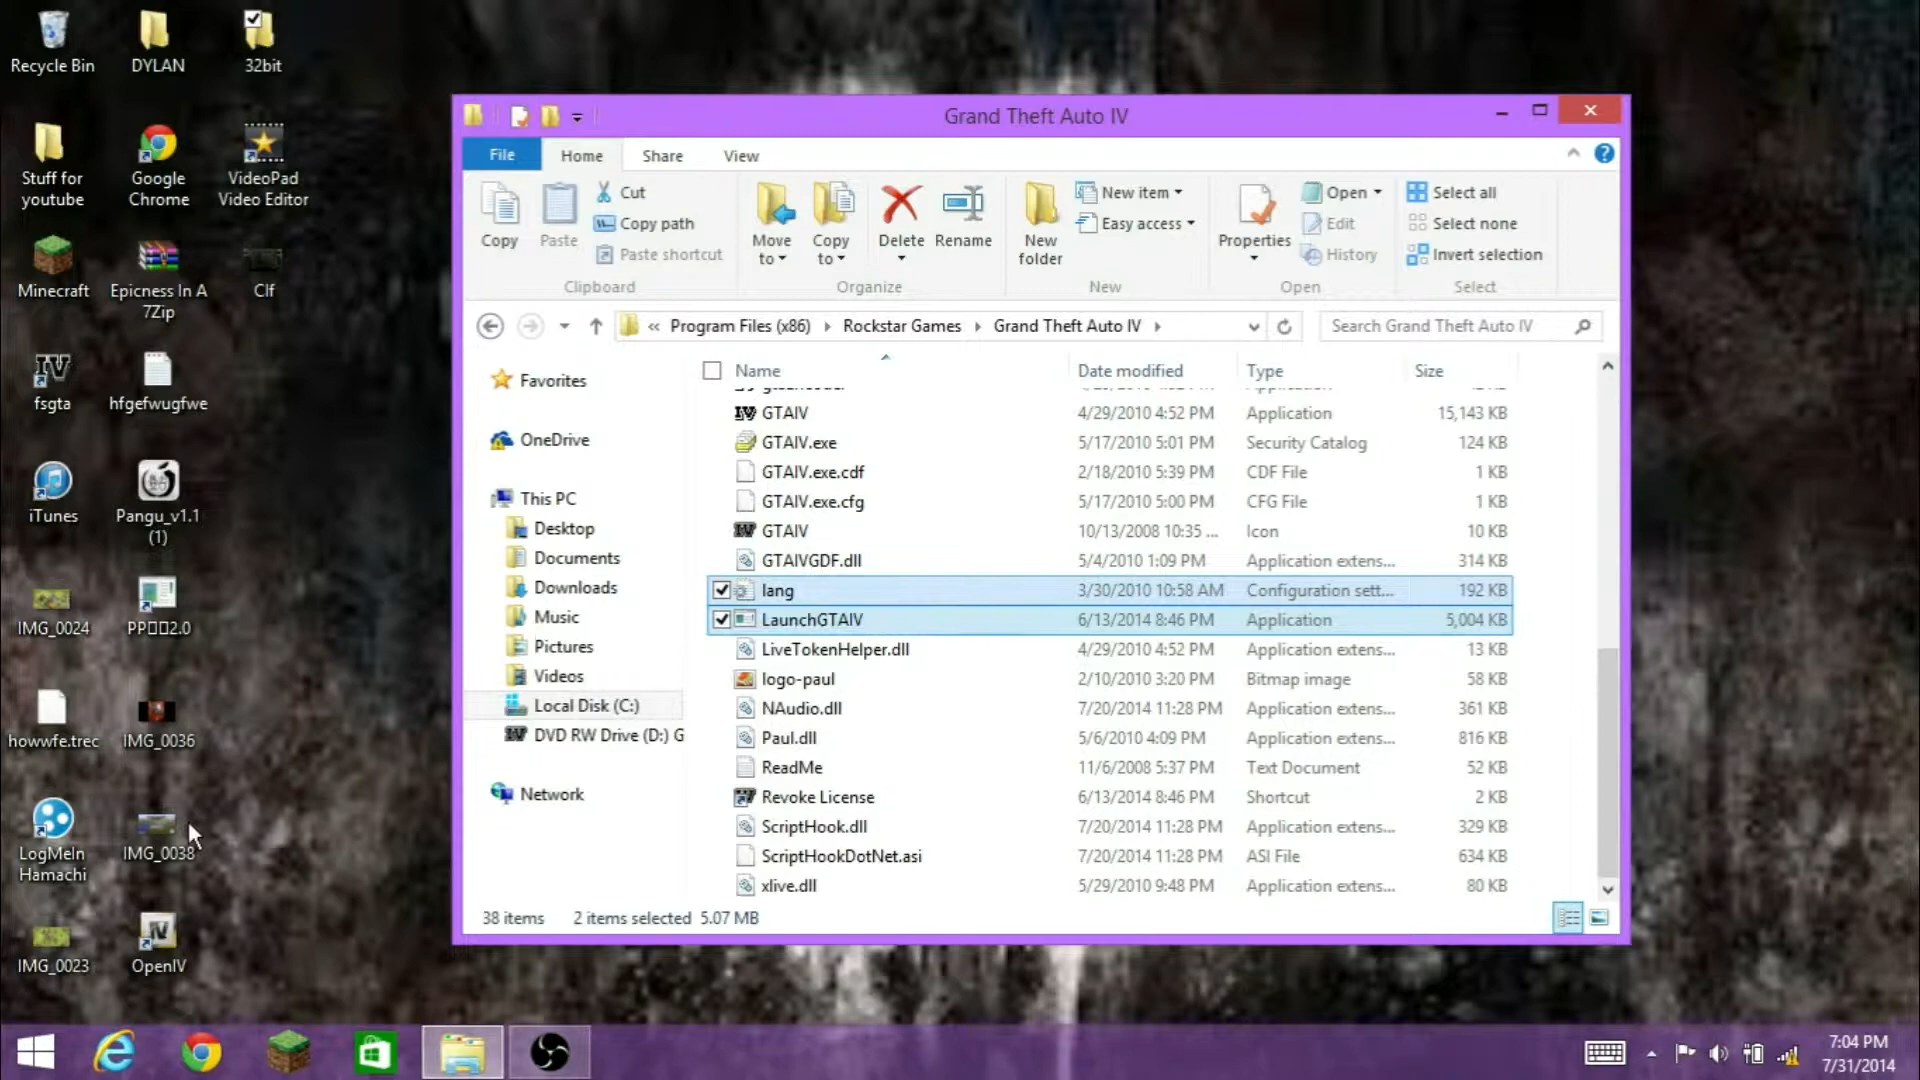 Recycle Bin
DYLAN
32bit
Stuff for
youtube
Google
Chrome
VideoPad
Video Editor
Minecraft
Epicness In A
7Zip
Clf
fsgta
hfgefwugfwe
iTunes
Pangu_v1.1
(1)
IMG_0024
PP□□2.0
howwfe.trec
IMG_0036
LogMeIn
Hamachi
IMG_0038
IMG_0023
OpenIV
Grand Theft Auto IV
File
Home
Share
View
Copy
Paste
Cut
Copy path
Paste shortcut
Clipboard
Move
to
Copy
to
Delete
Rename
Organize
New
folder
New item
Easy access
New
Properties
Open
Edit
History
Open
Select all
Select none
Invert selection
Select
« Program Files (x86) Rockstar Games Grand Theft Auto IV
Search Grand Theft Auto IV
Favorites
OneDrive
This PC
Desktop
Documents
Downloads
Music
Pictures
Videos
Local Disk (C:)
DVD RW Drive (D:) G
Network
Name Date modified Type Size
GTAIV 4/29/2010 4:52 PM Application 15,143 KB
GTAIV.exe 5/17/2010 5:01 PM Security Catalog 124 KB
GTAIV.exe.cdf 2/18/2010 5:39 PM CDF File 1 KB
GTAIV.exe.cfg 5/17/2010 5:00 PM CFG File 1 KB
GTAIV 10/13/2008 10:35 ... Icon 10 KB
GTAIVGDF.dll 5/4/2010 1:09 PM Application extens... 314 KB
lang 3/30/2010 10:58 AM Configuration sett... 192 KB
LaunchGTAIV 6/13/2014 8:46 PM Application 5,004 KB
LiveTokenHelper.dll 4/29/2010 4:52 PM Application extens... 13 KB
logo-paul 2/10/2010 3:20 PM Bitmap image 58 KB
NAudio.dll 7/20/2014 11:28 PM Application extens... 361 KB
Paul.dll 5/6/2010 4:09 PM Application extens... 816 KB
ReadMe 11/6/2008 5:37 PM Text Document 52 KB
Revoke License 6/13/2014 8:46 PM Shortcut 2 KB
ScriptHook.dll 7/20/2014 11:28 PM Application extens... 329 KB
ScriptHookDotNet.asi 7/20/2014 11:28 PM ASI File 634 KB
xlive.dll 5/29/2010 9:48 PM Application extens... 80 KB
38 items 2 items selected 5.07 MB
7:04 PM
7/31/2014